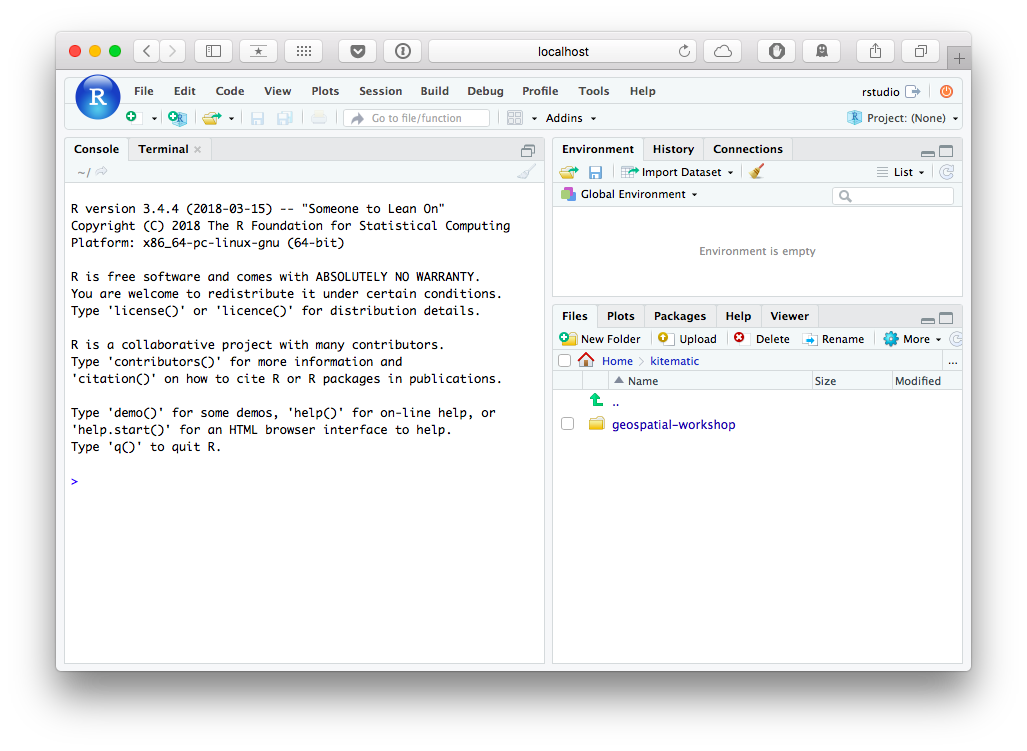 localhost
R
File Edit Code View Plots Session Build Debug Profile Tools Help
rstudio
Go to file/function
Addins
R
Project: (None)
Console Terminal
~/
R version 3.4.4 (2018-03-15) -- "Someone to Lean On"
Copyright (C) 2018 The R Foundation for Statistical Computing
Platform: x86_64-pc-linux-gnu (64-bit)
R is free software and comes with ABSOLUTELY NO WARRANTY.
You are welcome to redistribute it under certain conditions.
Type 'license()' or 'licence()' for distribution details.
R is a collaborative project with many contributors.
Type 'contributors()' for more information and
'citation()' on how to cite R or R packages in publications.
Type 'demo()' for some demos, 'help()' for on-line help, or
'help.start()' for an HTML browser interface to help.
Type 'q()' to quit R.
>
Environment History Connections
Import Dataset List
Global Environment
Environment is empty
Files Plots Packages Help Viewer
New Folder Upload Delete Rename More
Home kitematic ...
Name Size Modified
..
geospatial-workshop